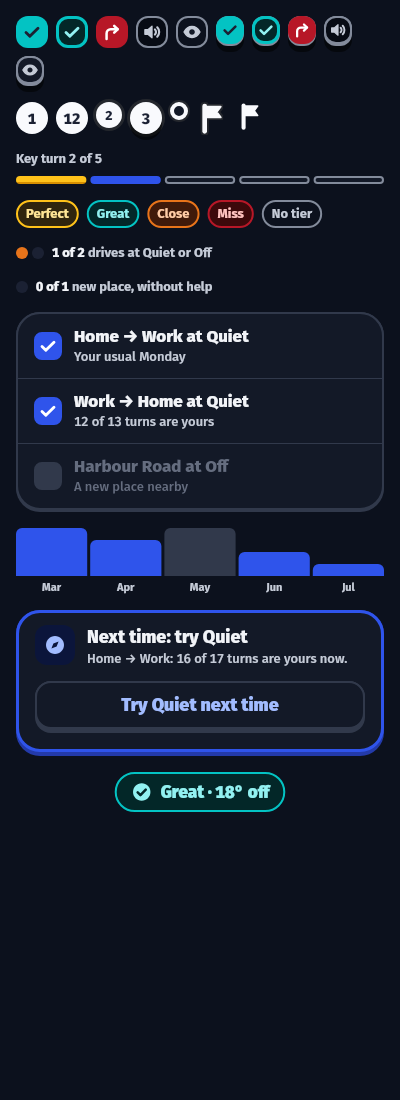 1 12 2 3
Key turn 2 of 5
Perfect Great Close Miss No tier
1 of 2 drives at Quiet or Off
0 of 1 new place, without help
Home → Work at Quiet
Your usual Monday
Work → Home at Quiet
12 of 13 turns are yours
Harbour Road at Off
A new place nearby
Mar Apr May Jun Jul
Next time: try Quiet
Home → Work: 16 of 17 turns are yours now.
Try Quiet next time
Great · 18° off